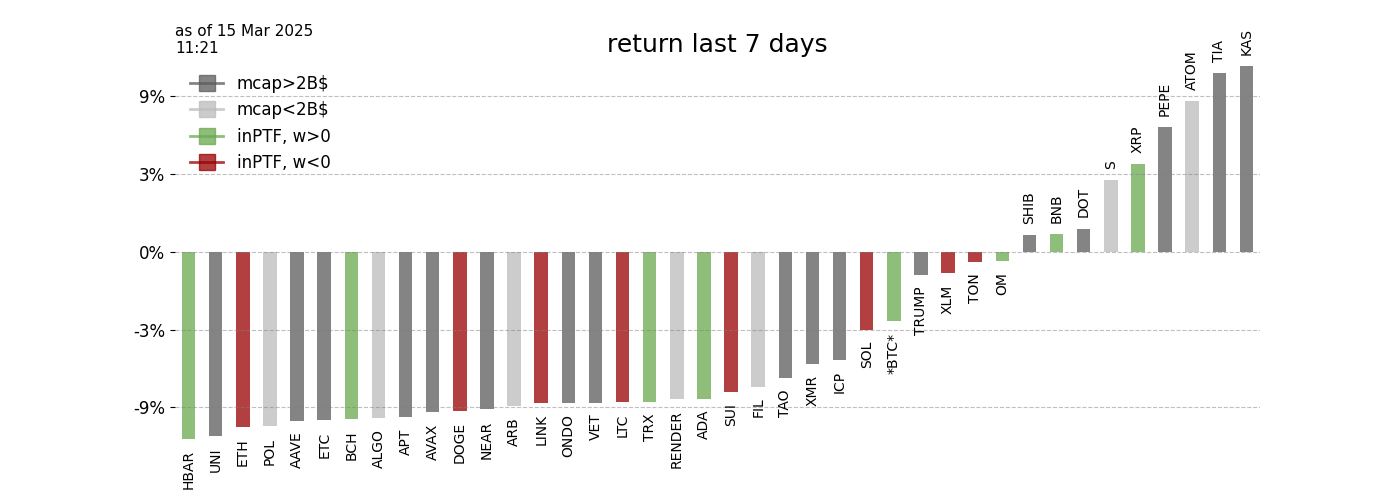 as of 15 Mar 2025
11:21
return last 7 days
mcap>2B$
mcap<2B$
inPTF, w>0
inPTF, w<0
9%
3%
0%
-3%
-9%
HBAR
UNI
ETH
POL
AAVE
ETC
BCH
ALGO
APT
AVAX
DOGE
NEAR
ARB
LINK
ONDO
VET
LTC
TRX
RENDER
ADA
SUI
FIL
TAO
XMR
ICP
SOL
*BTC*
TRUMP
XLM
TON
OM
SHIB
BNB
DOT
S
XRP
PEPE
ATOM
TIA
KAS